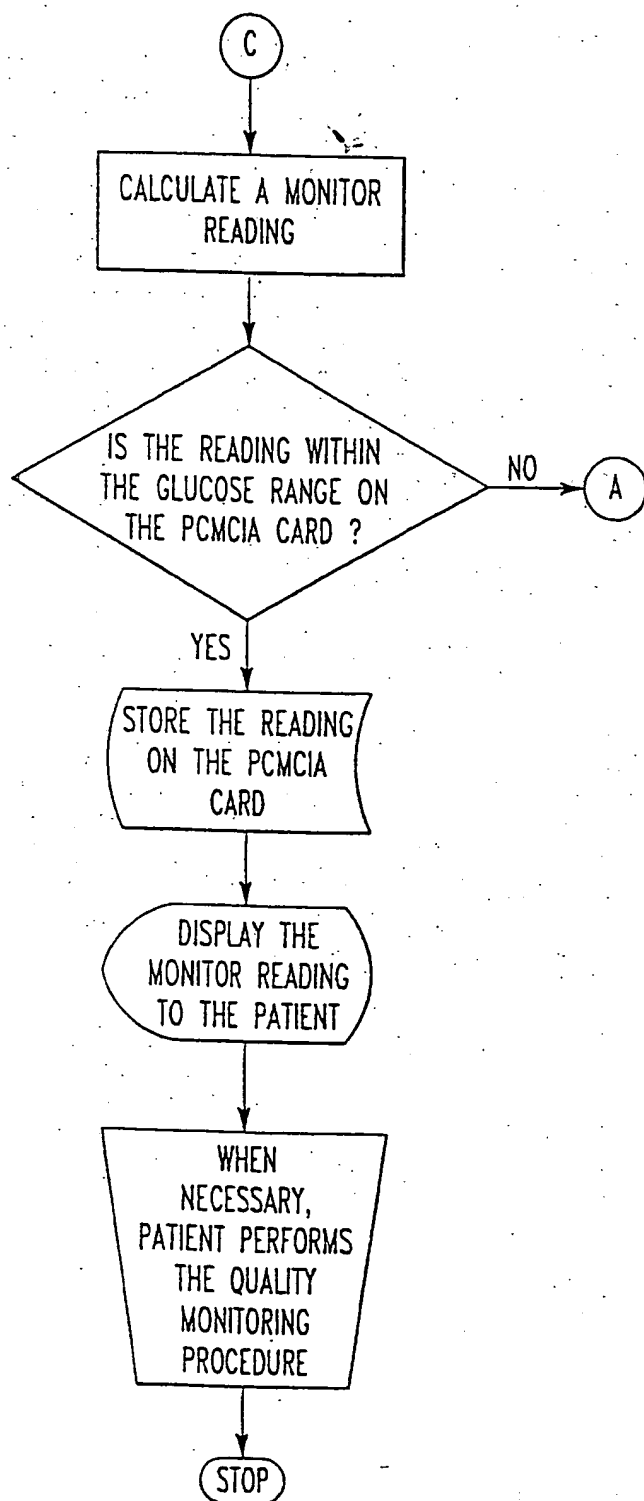 C
CALCULATE A MONITOR
READING
IS THE READING WITHIN
THE GLUCOSE RANGE ON
THE PCMCIA CARD ?
NO
A
YES
STORE THE READING
ON THE PCMCIA
CARD
DISPLAY THE
MONITOR READING
TO THE PATIENT
WHEN
NECESSARY,
PATIENT PERFORMS
THE QUALITY
MONITORING
PROCEDURE
STOP